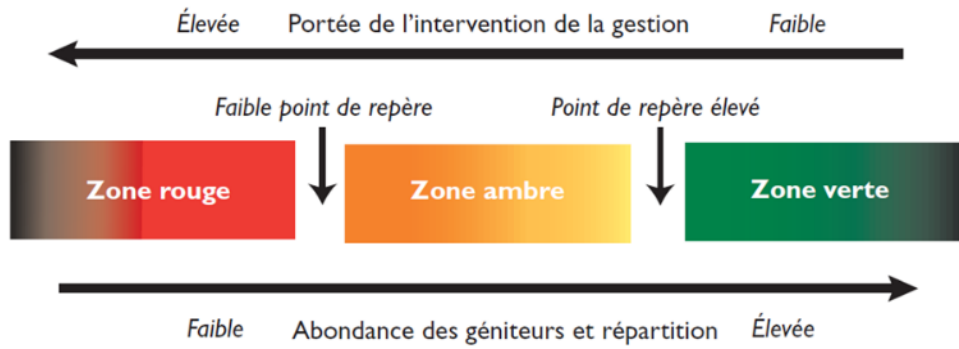 Élevée Portée de l'intervention de la gestion Faible
Faible point de repère Point de repère élevé
Zone rouge Zone ambre Zone verte
Faible Abondance des géniteurs et répartition Élevée